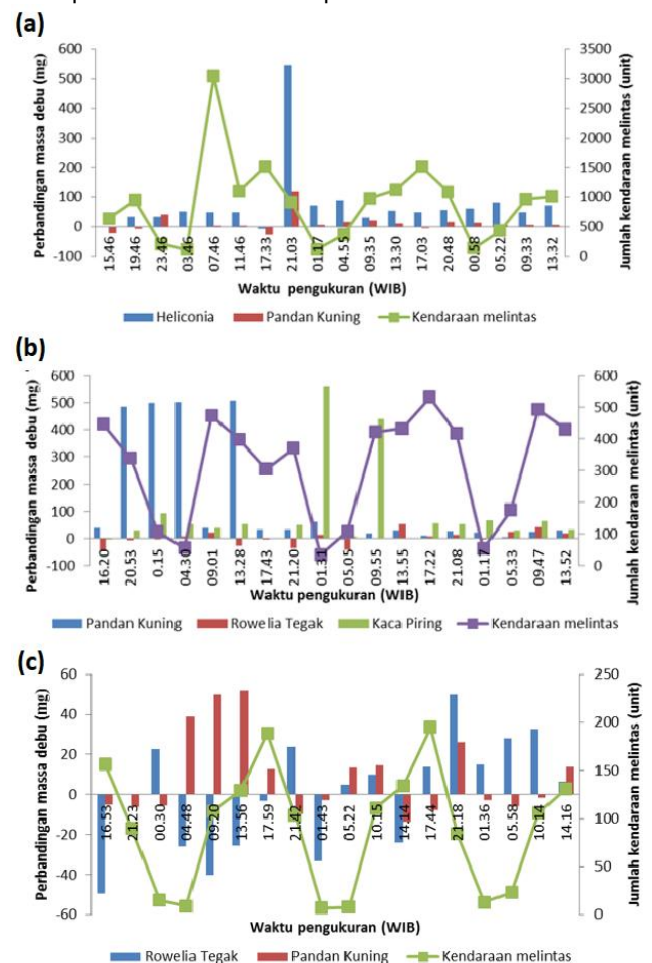 (a)
Perbandingan massa debu (mg)
600
500
400
300
200
100
0
-100
3500
3000
2500
2000
1500
1000
500
0
Jumlah kendaraan melintas (unit)
15.46 19.46 23.46 03.46 07.46 11.46 17.33 21.03 01.17 04.55 09.35 13.30 17.03 20.48 00.58 05.22 09.33 13.32
Waktu pengukuran (WIB)
Heliconia Pandan Kuning Kendaraan melintas
(b)
Perbandingan massa debu (mg)
600
500
400
300
200
100
0
-100
600
500
400
300
200
100
0
Jumlah kendaraan melintas (unit)
16.20 20.53 0.15 04.30 09.01 13.28 17.43 21.20 01.31 05.05 09.55 13.55 17.22 21.08 01.17 05.33 09.47 13.52
Waktu pengukuran (WIB)
Pandan Kuning Rowelia Tegak Kaca Piring Kendaraan melintas
(c)
Perbandingan massa debu (mg)
60
40
20
0
-20
-40
-60
250
200
150
100
50
0
Jumlah kendaraan melintas (unit)
16.53 21.23 00.30 04.48 09.20 13.56 17.59 21.42 01.43 05.22 10.15 14.14 17.44 21.18 01.36 05.58 10.14 14.16
Waktu pengukuran (WIB)
Rowelia Tegak Pandan Kuning Kendaraan melintas